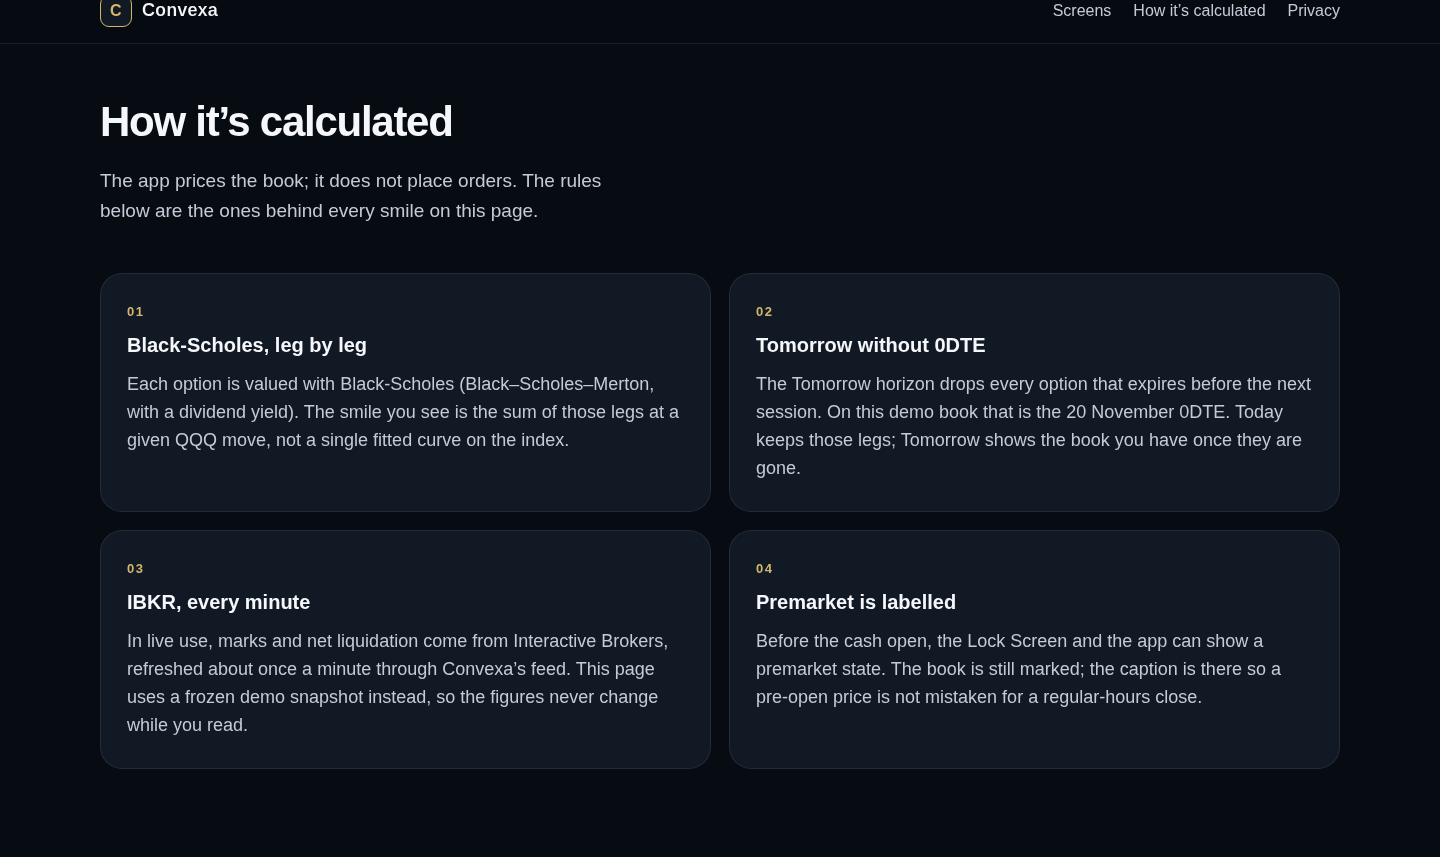 C Convexa
Screens How it’s calculated Privacy
How it’s calculated
The app prices the book; it does not place orders. The rules
below are the ones behind every smile on this page.
01
Black-Scholes, leg by leg
Each option is valued with Black-Scholes (Black–Scholes–Merton,
with a dividend yield). The smile you see is the sum of those legs at a
given QQQ move, not a single fitted curve on the index.
02
Tomorrow without 0DTE
The Tomorrow horizon drops every option that expires before the next
session. On this demo book that is the 20 November 0DTE. Today
keeps those legs; Tomorrow shows the book you have once they are
gone.
03
IBKR, every minute
In live use, marks and net liquidation come from Interactive Brokers,
refreshed about once a minute through Convexa’s feed. This page
uses a frozen demo snapshot instead, so the figures never change
while you read.
04
Premarket is labelled
Before the cash open, the Lock Screen and the app can show a
premarket state. The book is still marked; the caption is there so a
pre-open price is not mistaken for a regular-hours close.